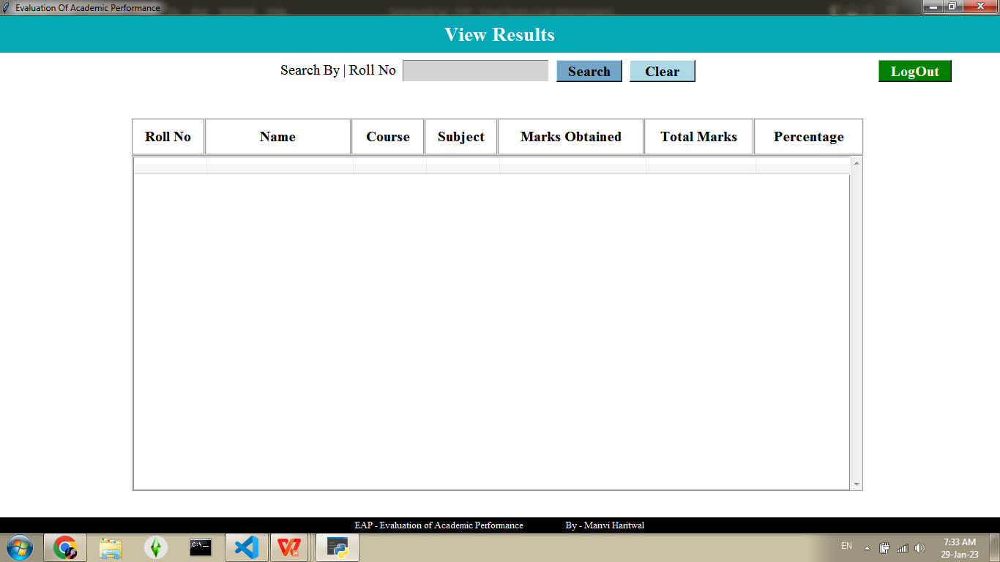 Evaluation Of Academic Performance
View Results
Search By | Roll No Search Clear LogOut
Roll No Name Course Subject Marks Obtained Total Marks Percentage
EAP - Evaluation of Academic Performance By - Manvi Haritwal
EN 7:33 AM
29-Jan-23